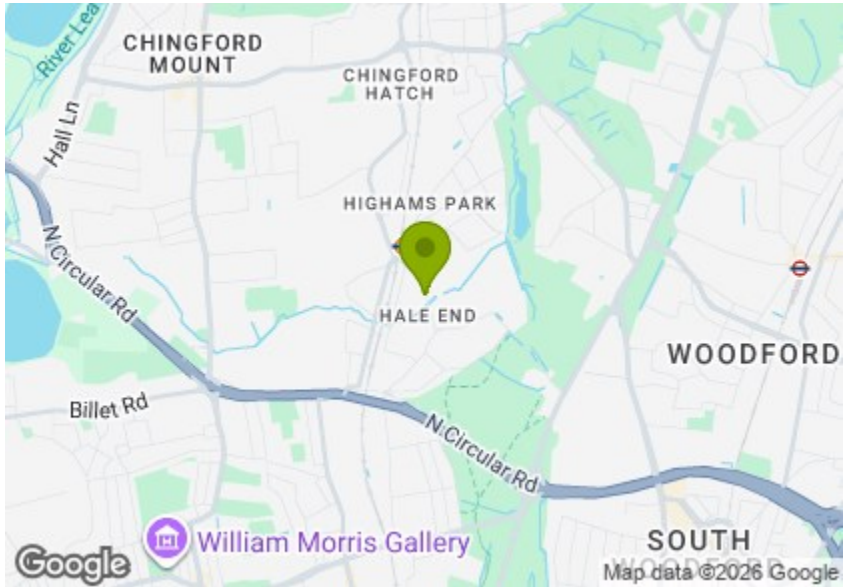 River Lea
CHINGFORD
MOUNT
CHINGFORD
HATCH
Hall Ln
HIGHAMS PARK
N Circular Rd
HALE END
WOODFORD
Billet Rd
N Circular Rd
William Morris Gallery
SOUTH
WOODFORD
Google
Map data ©2026 Google